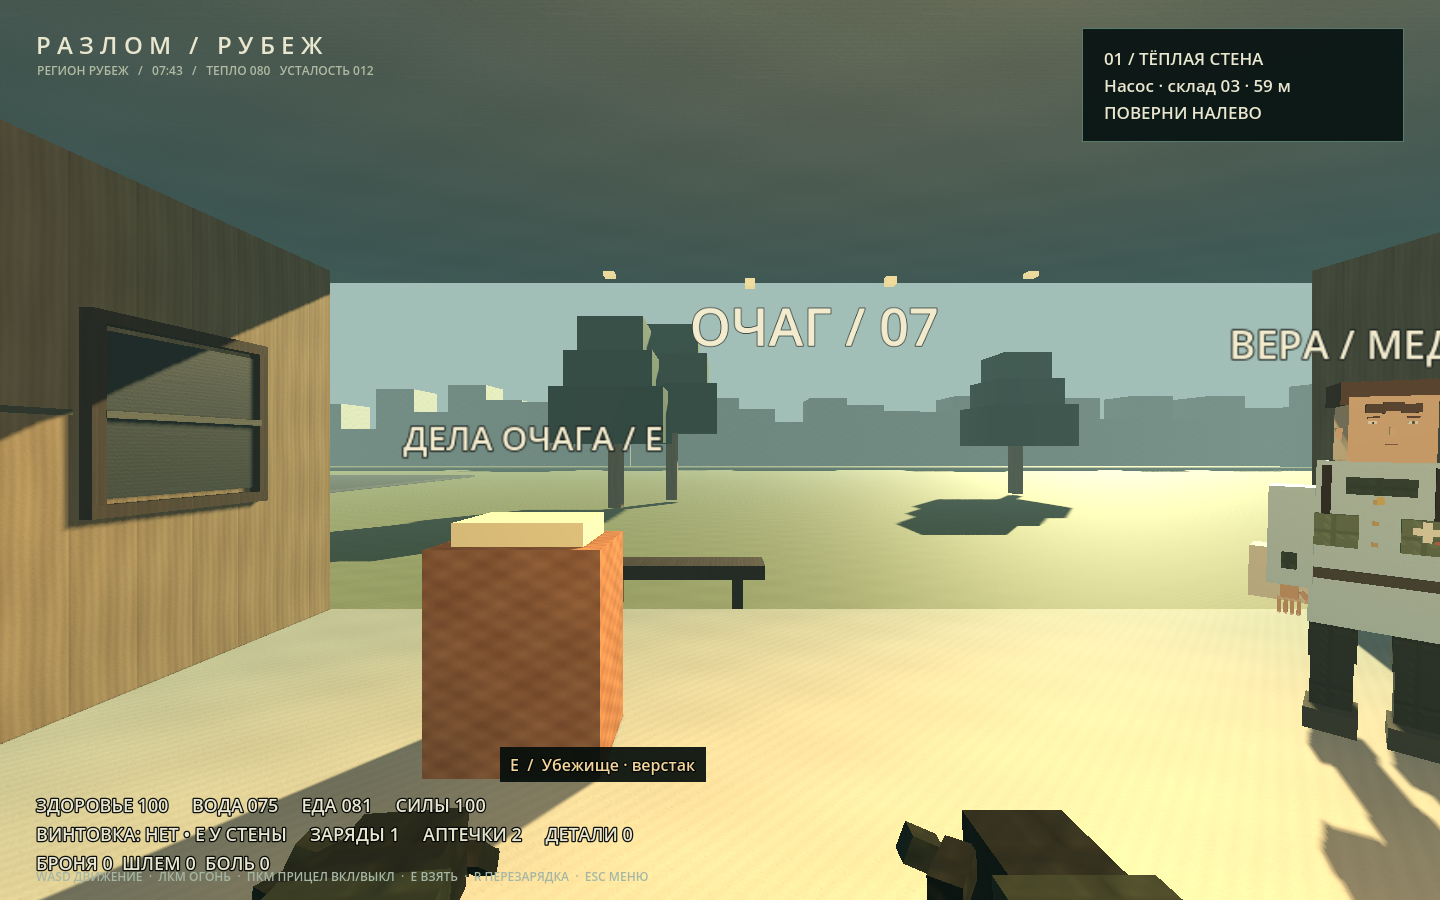 РАЗЛОМ / РУБЕЖ
РЕГИОН РУБЕЖ / 07:43 / ТЕПЛО 080 УСТАЛОСТЬ 012
01 / ТЁПЛАЯ СТЕНА
Насос · склад 03 · 59 м
ПОВЕРНИ НАЛЕВО
ОЧАГ / 07
ВЕРА / МЕД
ДЕЛА ОЧАГА / Е
E / Убежище · верстак
ЗДОРОВЬЕ 100 ВОДА 075 ЕДА 081 СИЛЫ 100
ВИНТОВКА: НЕТ • Е У СТЕНЫ ЗАРЯДЫ 1 АПТЕЧКИ 2 ДЕТАЛИ 0
БРОНЯ 0 ШЛЕМ 0 БОЛЬ 0
WASD ДВИЖЕНИЕ · ЛКМ ОГОНЬ · ПКМ ПРИЦЕЛ ВКЛ/ВЫКЛ · E ВЗЯТЬ · R ПЕРЕЗАРЯДКА · ESC МЕНЮ